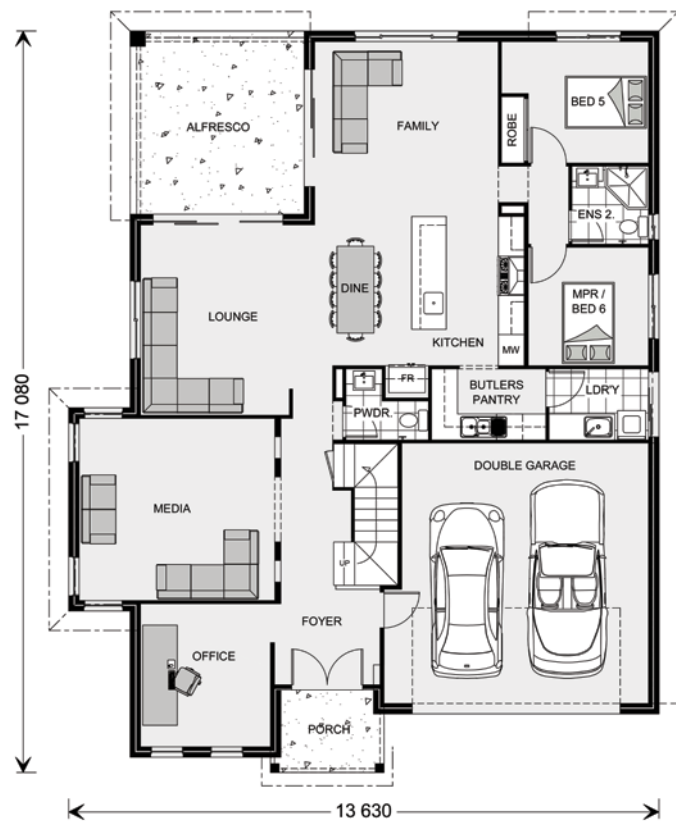 ALFRESCO
FAMILY
ROBE
BED 5
ENS 2.
LOUNGE
DINE
KITCHEN
MW
MPR /
BED 6
FR
PWDR.
BUTLERS
PANTRY
LDR'Y
17 080
MEDIA
DOUBLE GARAGE
UP
FOYER
OFFICE
PORCH
13 630